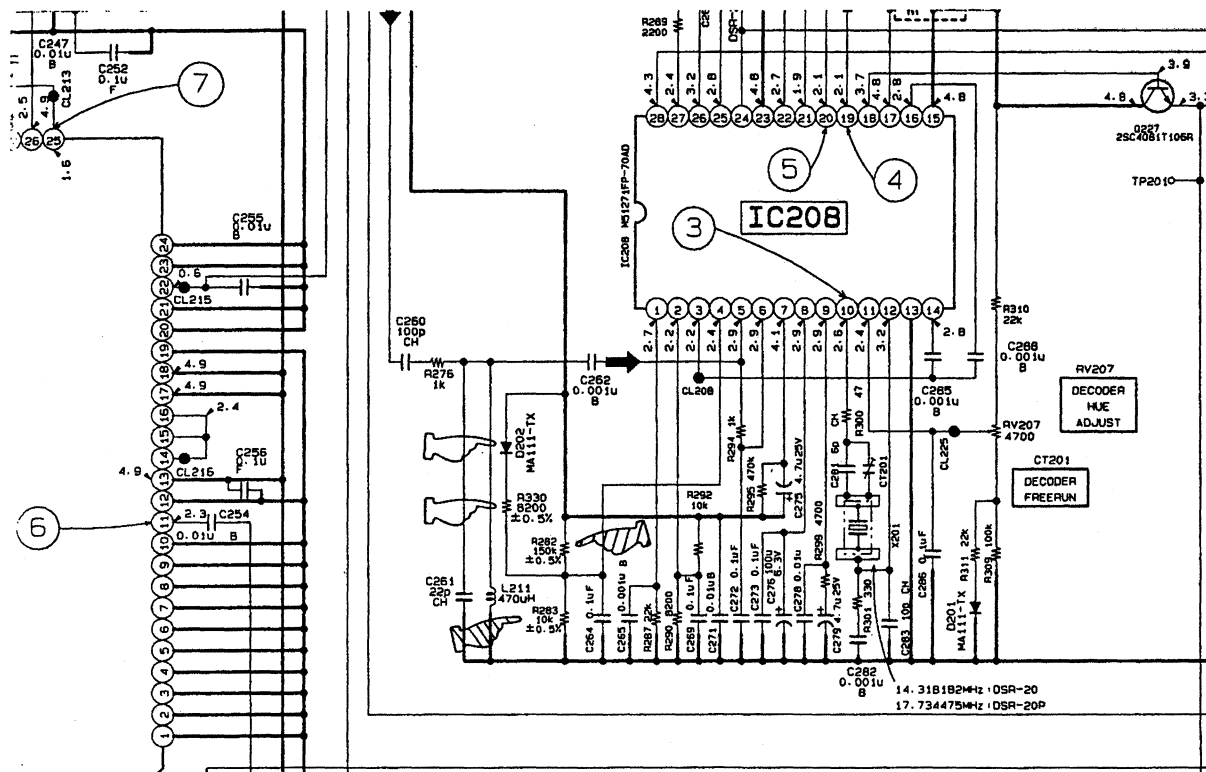 C247
0.01u
B
C252
0.1u
F
CL213
7
2.5
4.9
26
25
1.6
R289
2200
4.3
2.4
3.2
2.8
4.8
2.7
1.9
2.1
2.1
3.7
4.8
2.8
4.8
3.9
4.8
Q227
2SC4081T106R
28
27
26
25
24
23
22
21
20
19
18
17
16
15
5
4
3
TP201
IC208 M51271FP-70AD
IC208
C255
0.01u
B
24
23
22
0.6
CL215
21
20
19
18
4.9
17
4.9
16
2.4
15
14
CL216
4.9
13
C256
0.1u
F
12
6
11
2.3
C254
0.01u
B
10
9
8
7
6
5
4
3
2
1
1
2
3
4
5
6
7
8
9
10
11
12
13
14
2.7
2.2
2.2
2.4
2.9
2.9
4.1
2.9
2.9
2.6
2.4
3.2
2.8
C260
100p
CH
R276
1k
C262
0.001u
B
CL208
C285
0.001u
B
C288
0.001u
B
R310
22k
RV207
DECODER
HUE
ADJUST
RV207
4700
CL225
CT201
DECODER
FREERUN
D202
MA111-TX
R330
8200
±0.5%
R282
150k
±0.5%
R283
10k
±0.5%
C261
22p
CH
L211
470uH
R292
10k
R294 1k
R295 470k
C275 4.7u25V
R300 47
C281 6p CH
CT201
X201
C264 0.1uF
C265 0.001u B
R287 22k
R290 8200
C269 0.1uF
C271 0.01uB
C272 0.1uF
C273 0.1uF
C276 100u
6.3V
C278 0.01u
R299 4700
C279 4.7u25V
R301 330
C282
0.001u
B
C283 100 CH
C286 0.1uF
D201
MA111-TX
R311 22k
R309 100k
14.318182MHz:DSR-20
17.734475MHz:DSR-20P